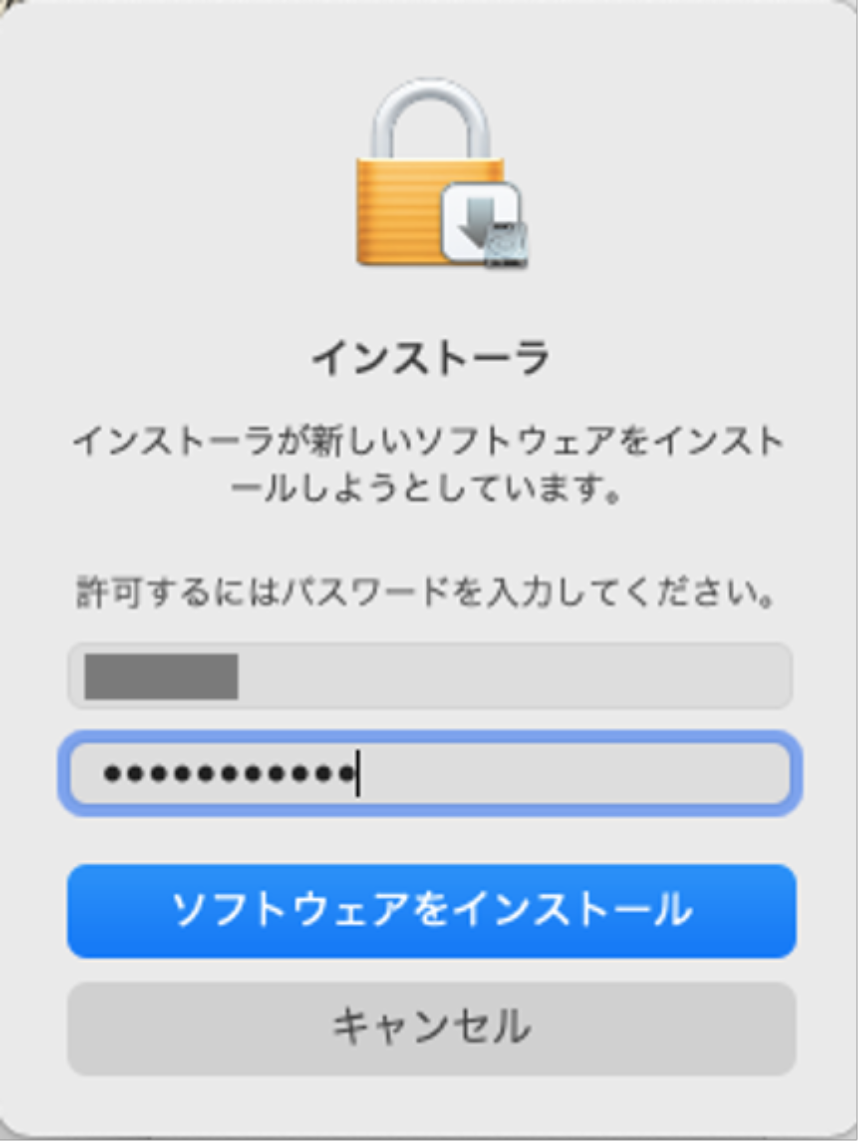 インストーラ
インストーラが新しいソフトウェアをインスト
ールしようとしています。
許可するにはパスワードを入力してください。
•••••••••••
ソフトウェアをインストール
キャンセル